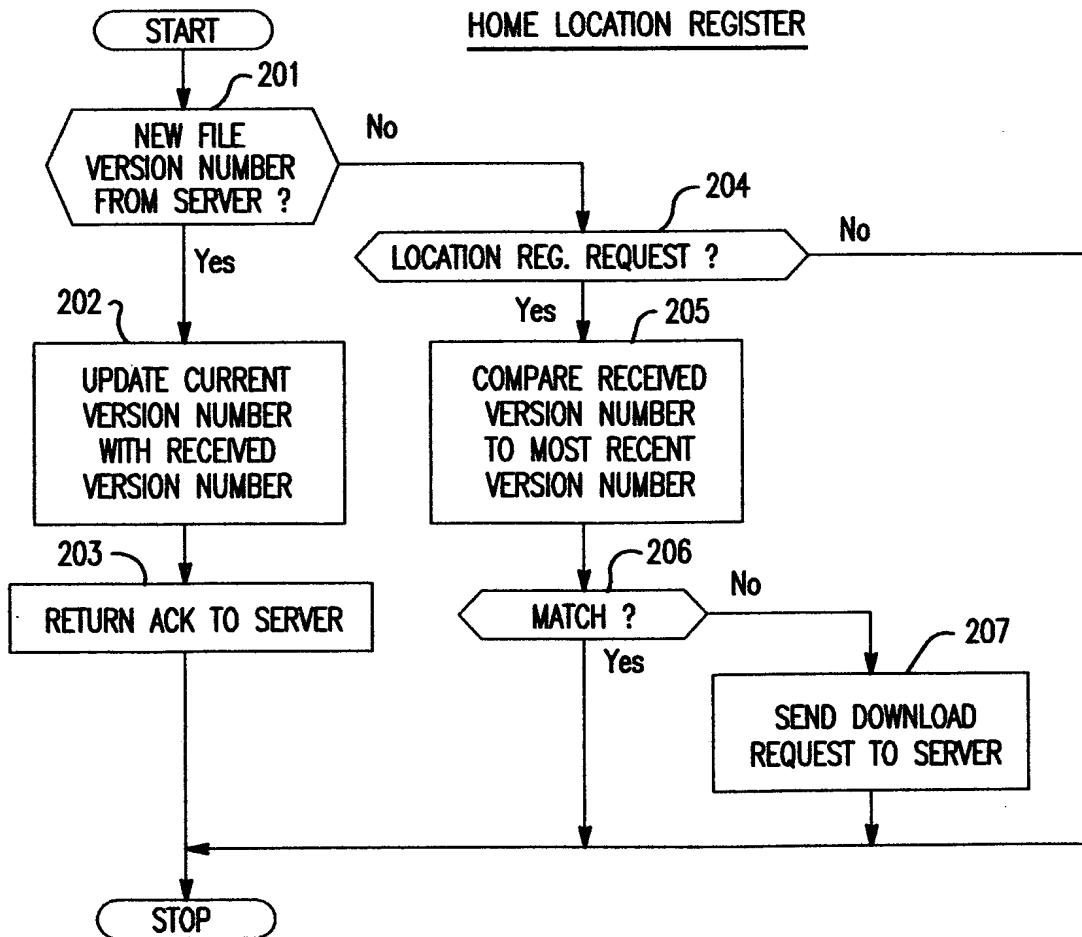 HOME LOCATION REGISTER
START
201
NEW FILE
VERSION NUMBER
FROM SERVER ?
No
Yes
204
LOCATION REG. REQUEST ?
No
Yes
202
UPDATE CURRENT
VERSION NUMBER
WITH RECEIVED
VERSION NUMBER
205
COMPARE RECEIVED
VERSION NUMBER
TO MOST RECENT
VERSION NUMBER
203
RETURN ACK TO SERVER
206
MATCH ?
No
Yes
207
SEND DOWNLOAD
REQUEST TO SERVER
STOP